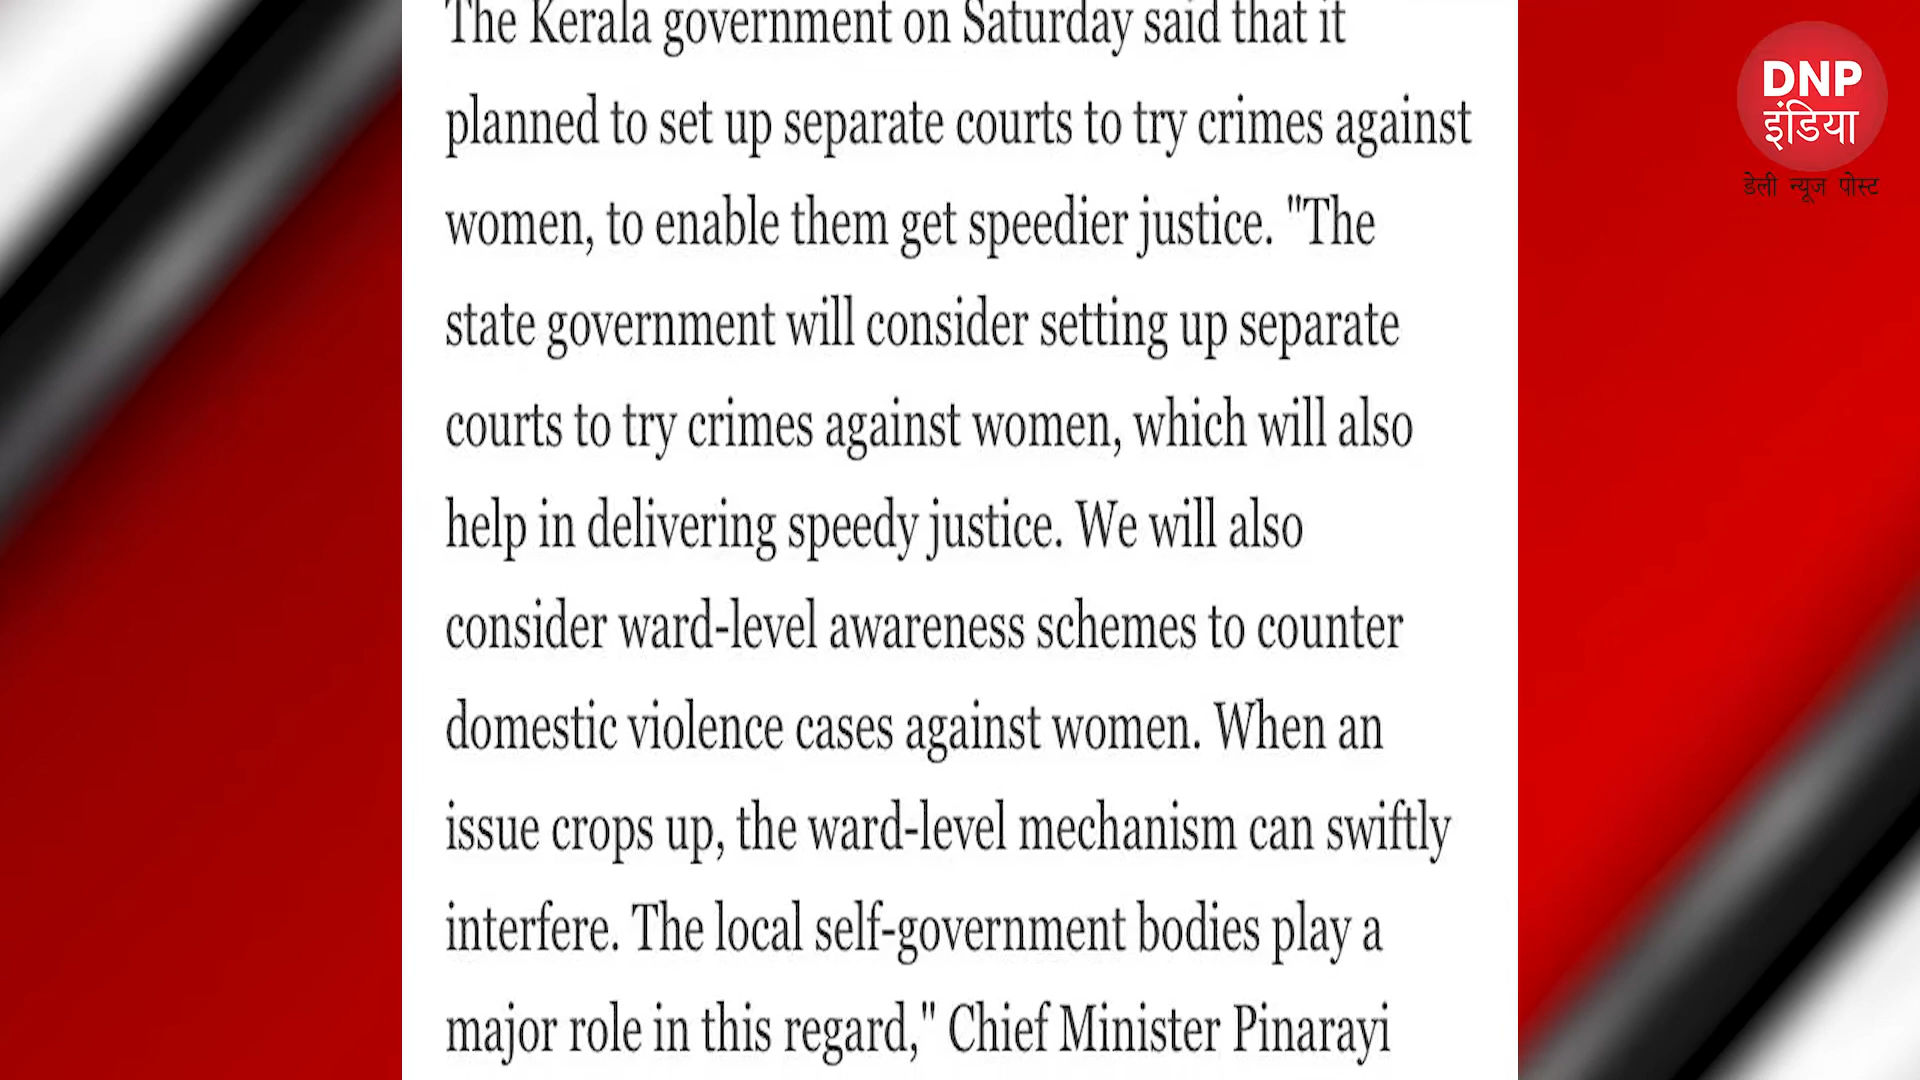 The Kerala government on Saturday said that it
planned to set up separate courts to try crimes against
women, to enable them get speedier justice. "The
state government will consider setting up separate
courts to try crimes against women, which will also
help in delivering speedy justice. We will also
consider ward-level awareness schemes to counter
domestic violence cases against women. When an
issue crops up, the ward-level mechanism can swiftly
interfere. The local self-government bodies play a
major role in this regard," Chief Minister Pinarayi
DNP
इंडिया
डेली न्यूज पोस्ट